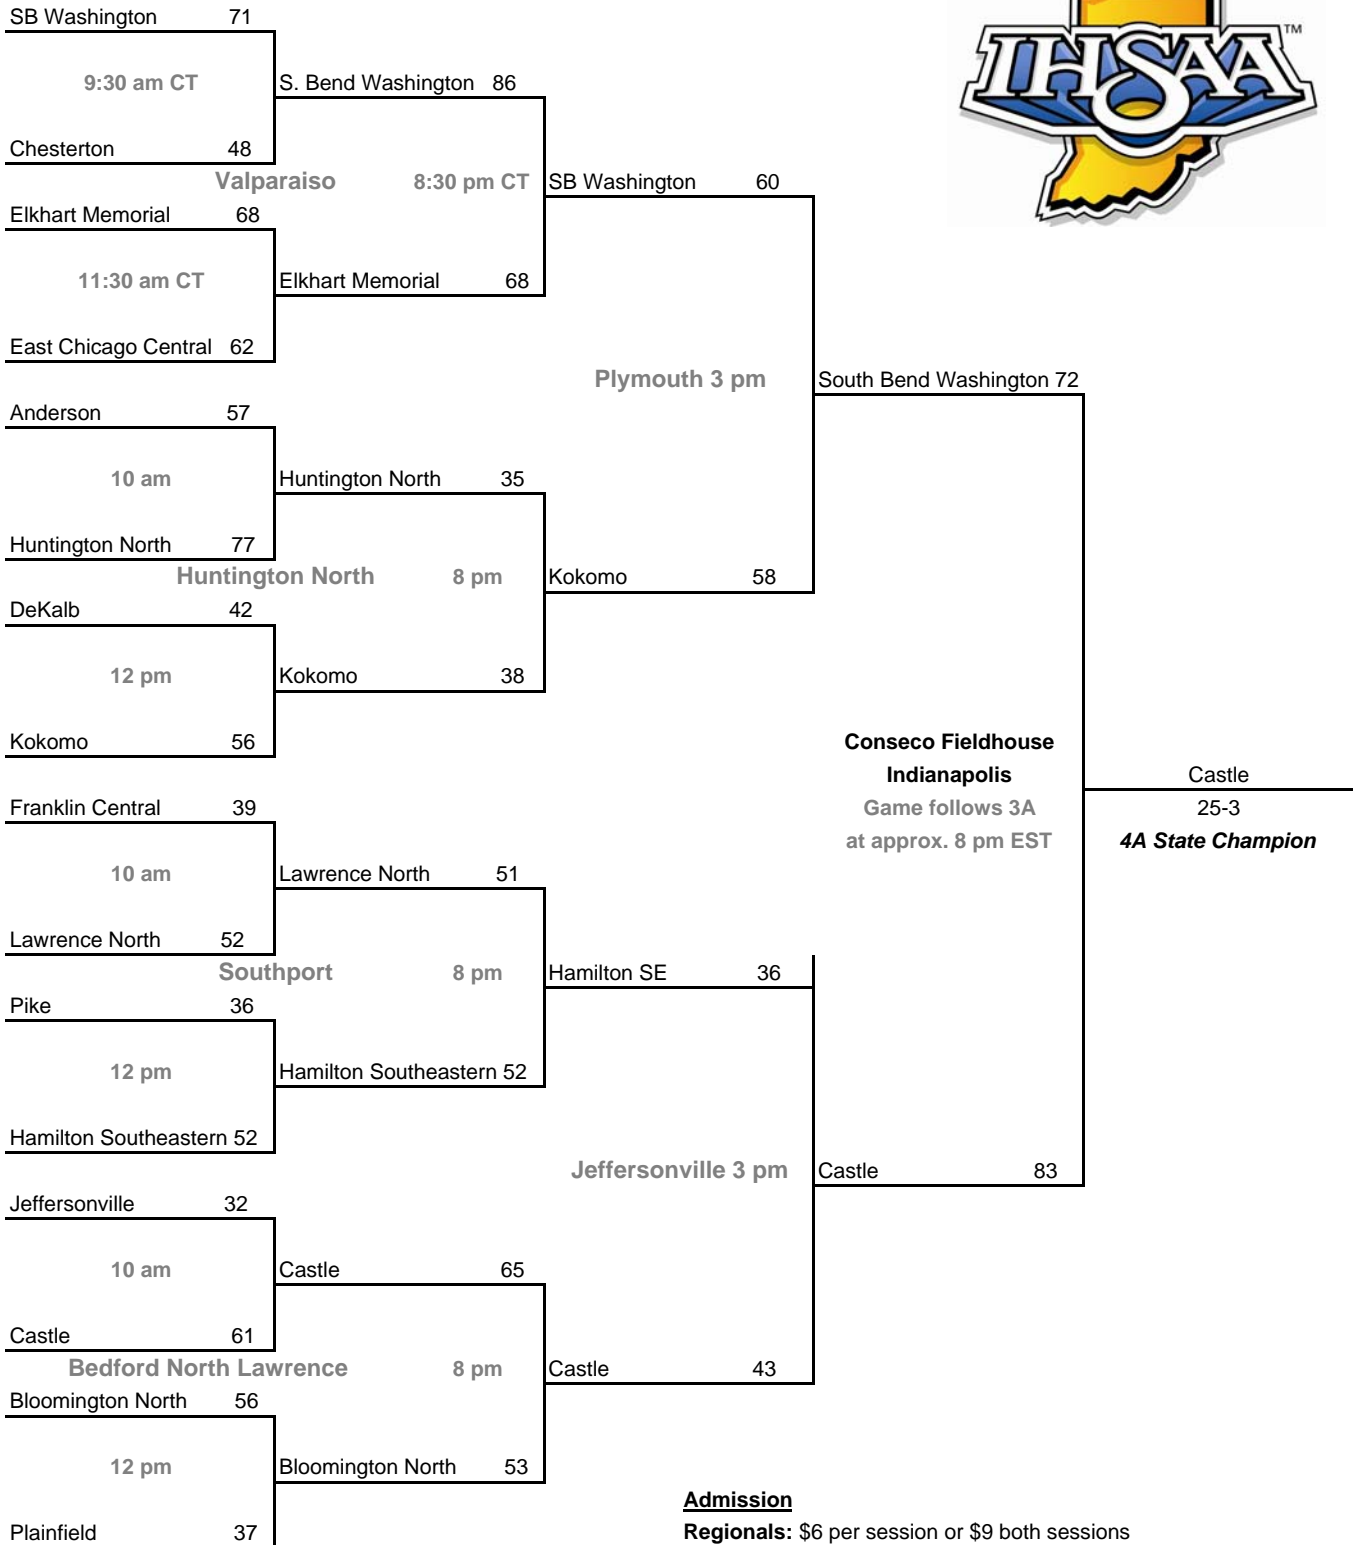 SB Washington 71
9:30 am CT
S. Bend Washington 86
Chesterton 48
Valparaiso 8:30 pm CT
SB Washington 60
Elkhart Memorial 68
11:30 am CT
Elkhart Memorial 68
East Chicago Central 62
Plymouth 3 pm
South Bend Washington 72
Anderson 57
10 am
Huntington North 35
Huntington North 77
Huntington North 8 pm
Kokomo 58
DeKalb 42
12 pm
Kokomo 38
Kokomo 56
Conseco Fieldhouse
Indianapolis
Game follows 3A
at approx. 8 pm EST
Castle
25-3
4A State Champion
Franklin Central 39
10 am
Lawrence North 51
Lawrence North 52
Southport 8 pm
Hamilton SE 36
Pike 36
12 pm
Hamilton Southeastern 52
Hamilton Southeastern 52
Jeffersonville 3 pm
Castle 83
Jeffersonville 32
10 am
Castle 65
Castle 61
Bedford North Lawrence 8 pm
Castle 43
Bloomington North 56
12 pm
Bloomington North 53
Plainfield 37
Admission
Regionals: $6 per session or $9 both sessions
IHSAA
TM